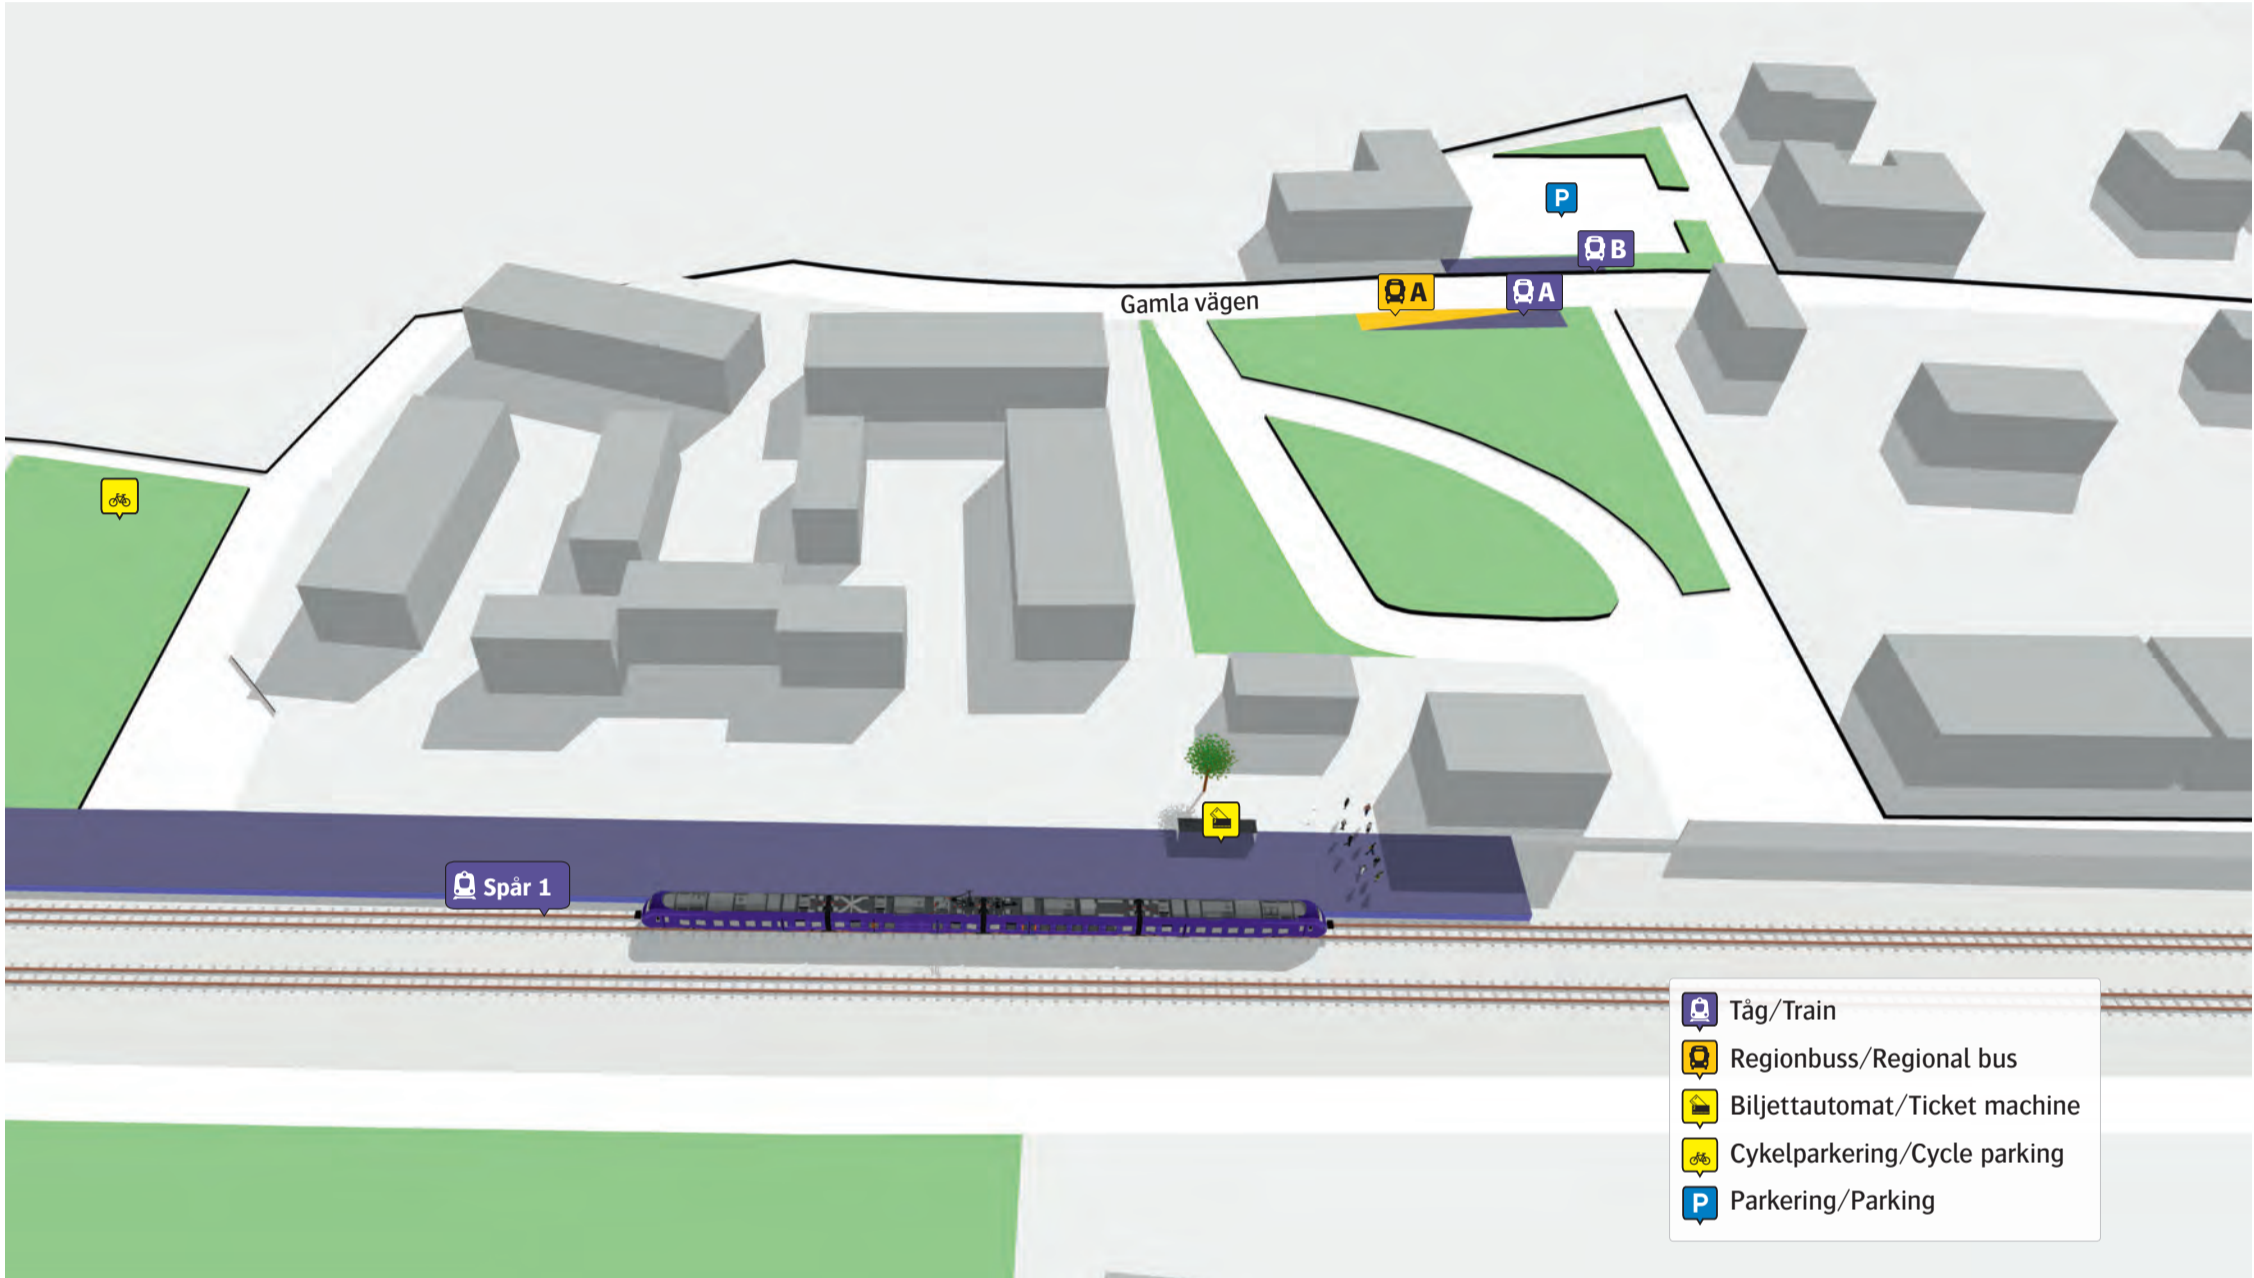 P
B
A
A
Gamla vägen
Spår 1
Tåg/Train
Regionbuss/Regional bus
Biljettautomat/Ticket machine
Cykelparkering/Cycle parking
P Parkering/Parking